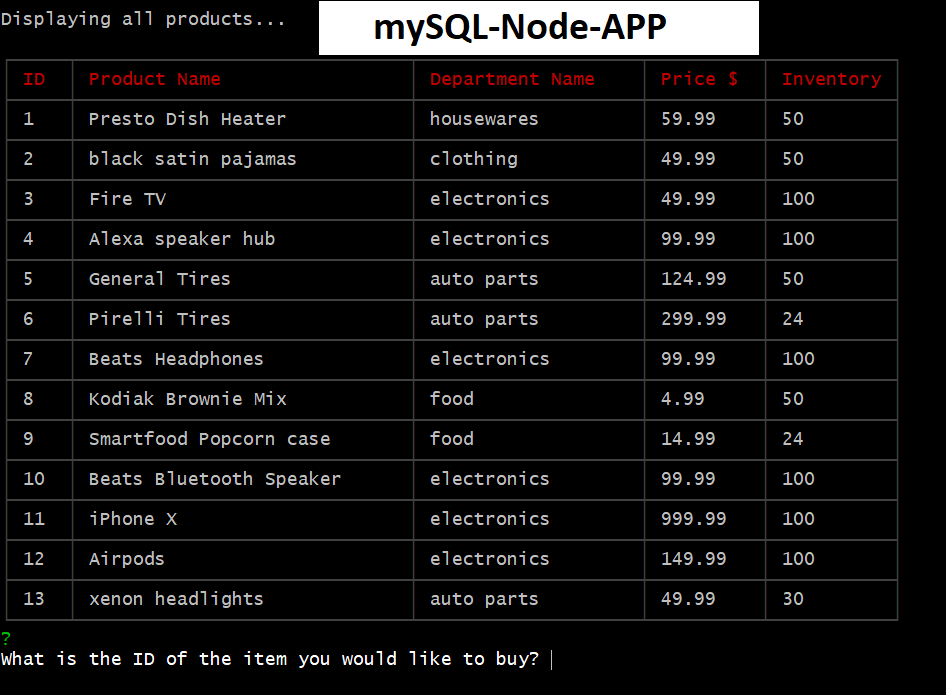 Displaying all products...
mySQL-Node-APP
ID Product Name Department Name Price $ Inventory
1 Presto Dish Heater housewares 59.99 50
2 black satin pajamas clothing 49.99 50
3 Fire TV electronics 49.99 100
4 Alexa speaker hub electronics 99.99 100
5 General Tires auto parts 124.99 50
6 Pirelli Tires auto parts 299.99 24
7 Beats Headphones electronics 99.99 100
8 Kodiak Brownie Mix food 4.99 50
9 Smartfood Popcorn case food 14.99 24
10 Beats Bluetooth Speaker electronics 99.99 100
11 iPhone X electronics 999.99 100
12 Airpods electronics 149.99 100
13 xenon headlights auto parts 49.99 30
?
What is the ID of the item you would like to buy?